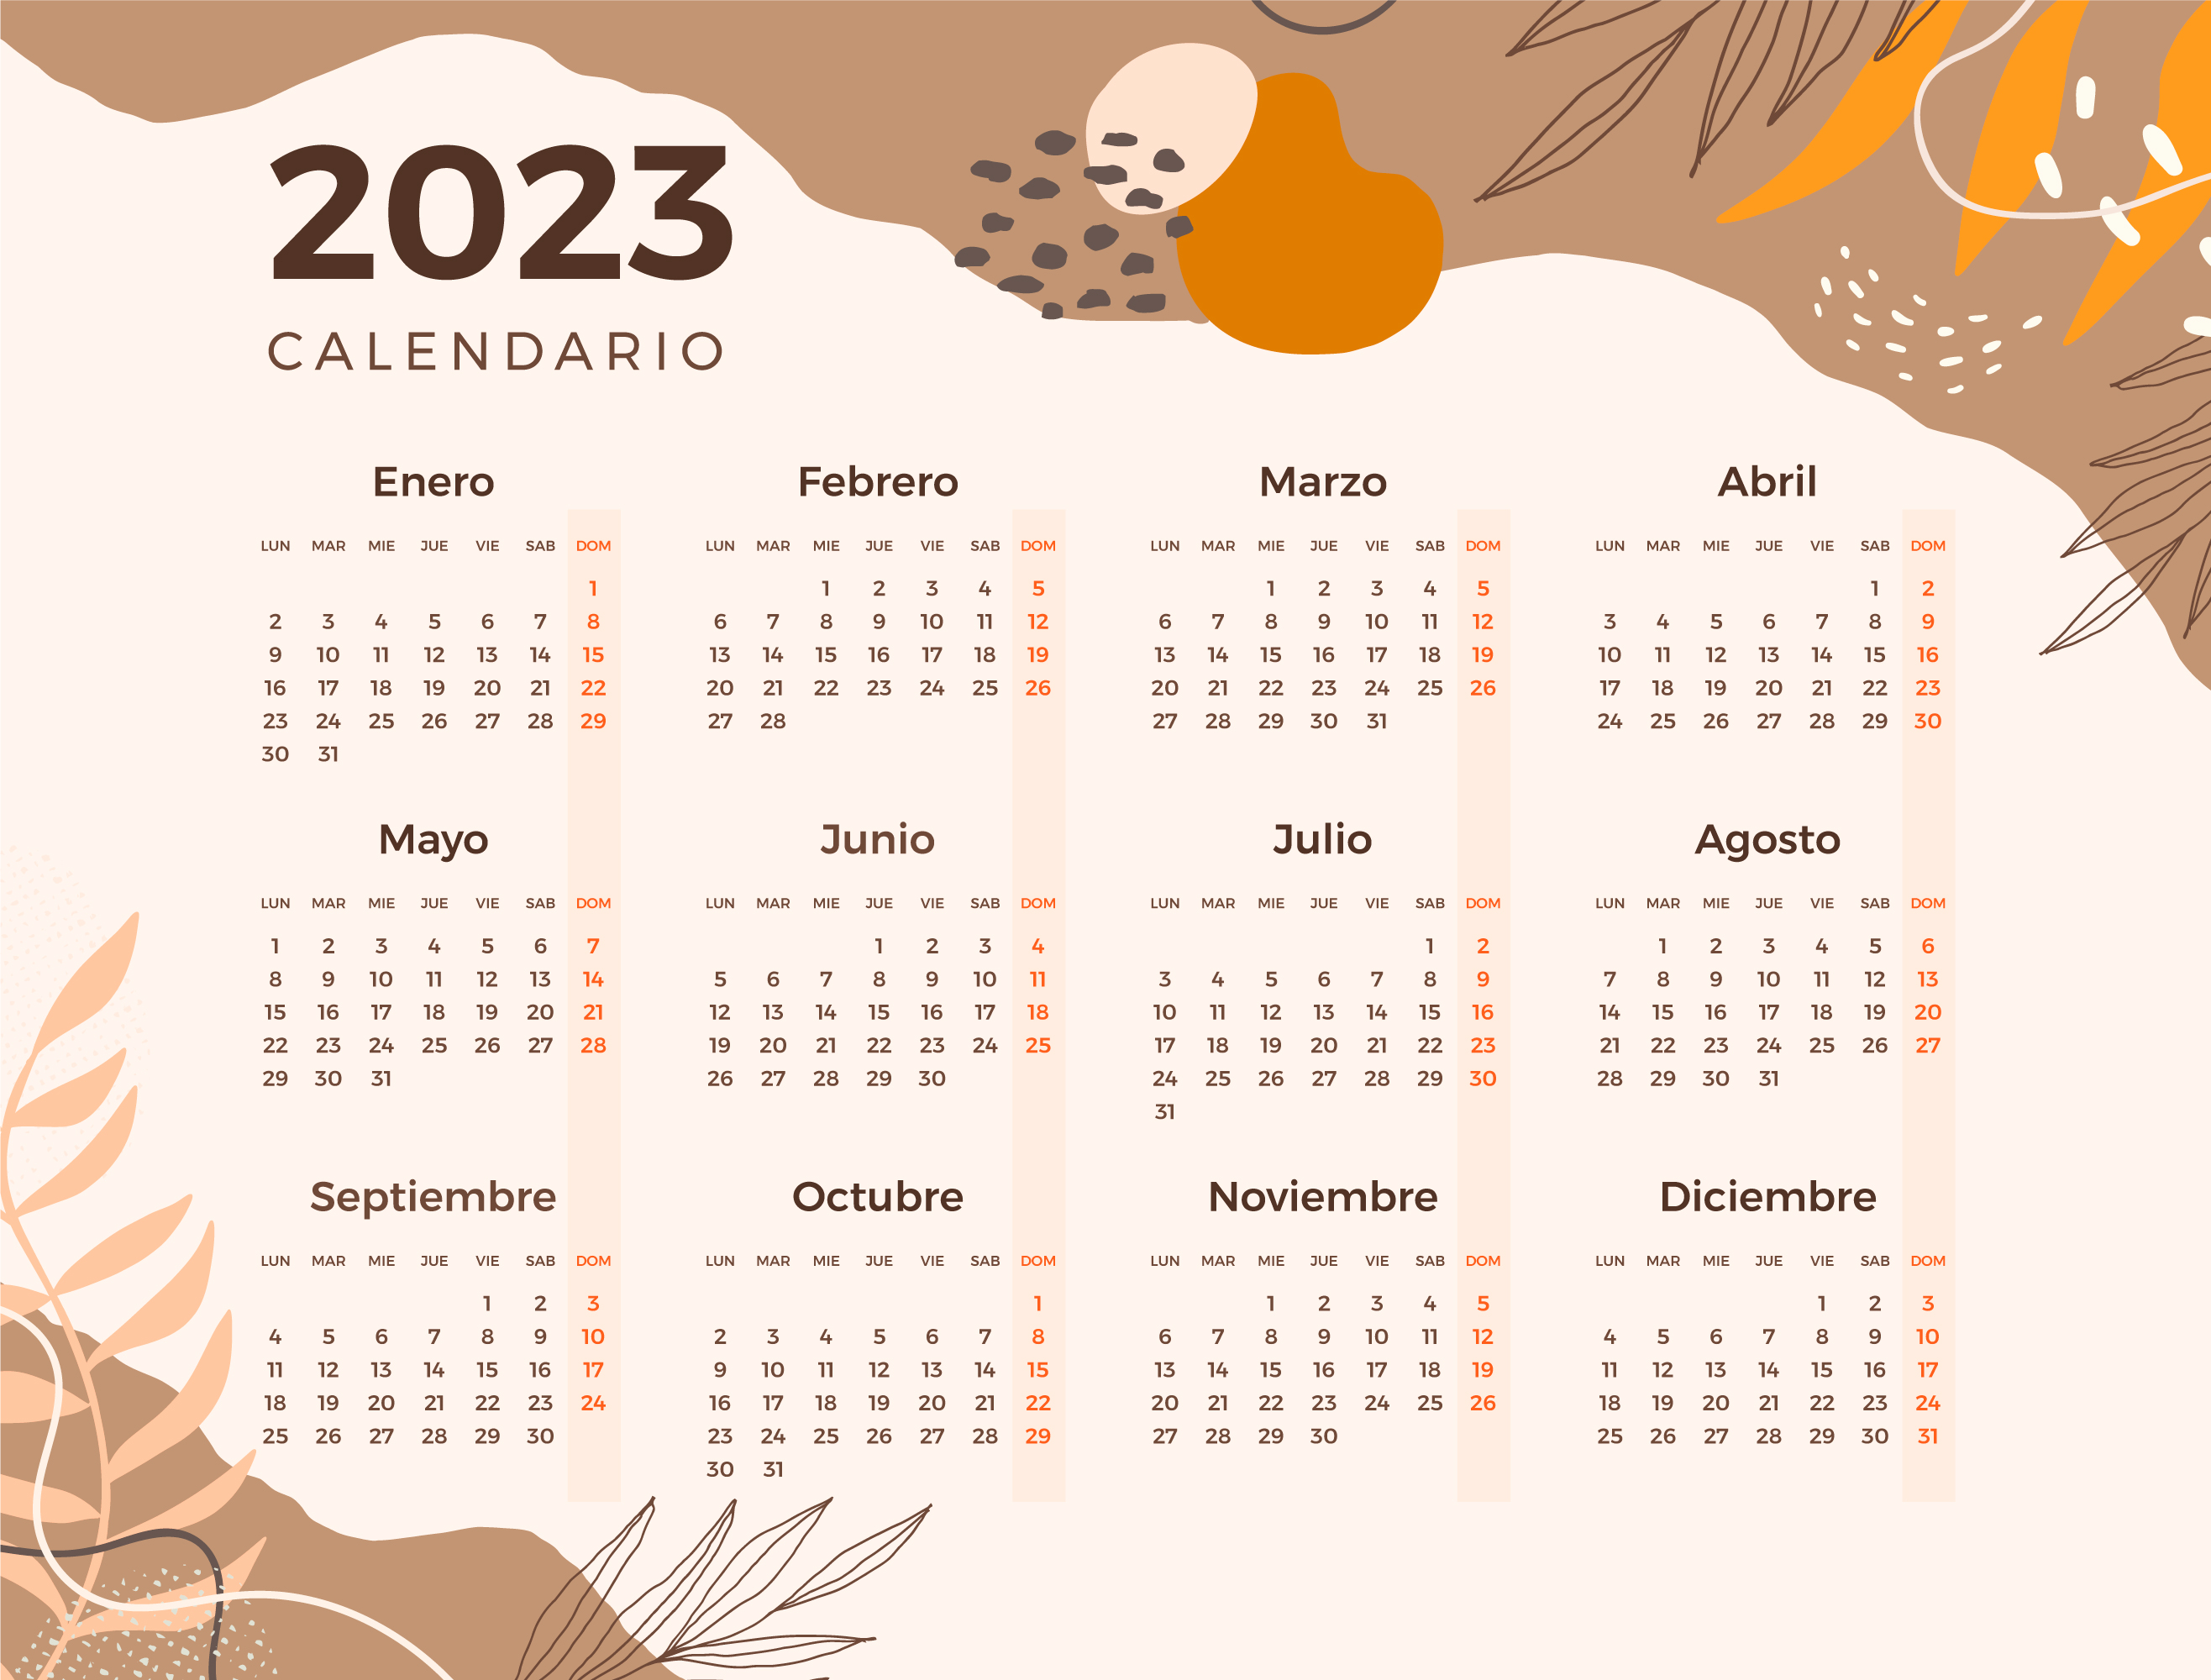 2023
CALENDARIO
Enero
LUN MAR MIE JUE VIE SAB DOM
1
2 3 4 5 6 7 8
9 10 11 12 13 14 15
16 17 18 19 20 21 22
23 24 25 26 27 28 29
30 31
Febrero
LUN MAR MIE JUE VIE SAB DOM
1 2 3 4 5
6 7 8 9 10 11 12
13 14 15 16 17 18 19
20 21 22 23 24 25 26
27 28
Marzo
LUN MAR MIE JUE VIE SAB DOM
1 2 3 4 5
6 7 8 9 10 11 12
13 14 15 16 17 18 19
20 21 22 23 24 25 26
27 28 29 30 31
Abril
LUN MAR MIE JUE VIE SAB DOM
1 2
3 4 5 6 7 8 9
10 11 12 13 14 15 16
17 18 19 20 21 22 23
24 25 26 27 28 29 30
Mayo
LUN MAR MIE JUE VIE SAB DOM
1 2 3 4 5 6 7
8 9 10 11 12 13 14
15 16 17 18 19 20 21
22 23 24 25 26 27 28
29 30 31
Junio
LUN MAR MIE JUE VIE SAB DOM
1 2 3 4
5 6 7 8 9 10 11
12 13 14 15 16 17 18
19 20 21 22 23 24 25
26 27 28 29 30
Julio
LUN MAR MIE JUE VIE SAB DOM
1 2
3 4 5 6 7 8 9
10 11 12 13 14 15 16
17 18 19 20 21 22 23
24 25 26 27 28 29 30
31
Agosto
LUN MAR MIE JUE VIE SAB DOM
1 2 3 4 5 6
7 8 9 10 11 12 13
14 15 16 17 18 19 20
21 22 23 24 25 26 27
28 29 30 31
Septiembre
LUN MAR MIE JUE VIE SAB DOM
1 2 3
4 5 6 7 8 9 10
11 12 13 14 15 16 17
18 19 20 21 22 23 24
25 26 27 28 29 30
Octubre
LUN MAR MIE JUE VIE SAB DOM
1
2 3 4 5 6 7 8
9 10 11 12 13 14 15
16 17 18 19 20 21 22
23 24 25 26 27 28 29
30 31
Noviembre
LUN MAR MIE JUE VIE SAB DOM
1 2 3 4 5
6 7 8 9 10 11 12
13 14 15 16 17 18 19
20 21 22 23 24 25 26
27 28 29 30
Diciembre
LUN MAR MIE JUE VIE SAB DOM
1 2 3
4 5 6 7 8 9 10
11 12 13 14 15 16 17
18 19 20 21 22 23 24
25 26 27 28 29 30 31